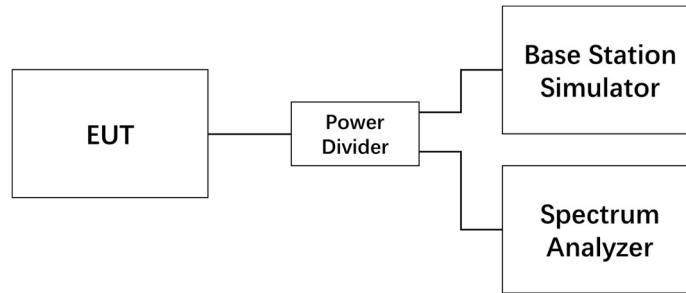 EUT
Power
Divider
Base Station
Simulator
Spectrum
Analyzer